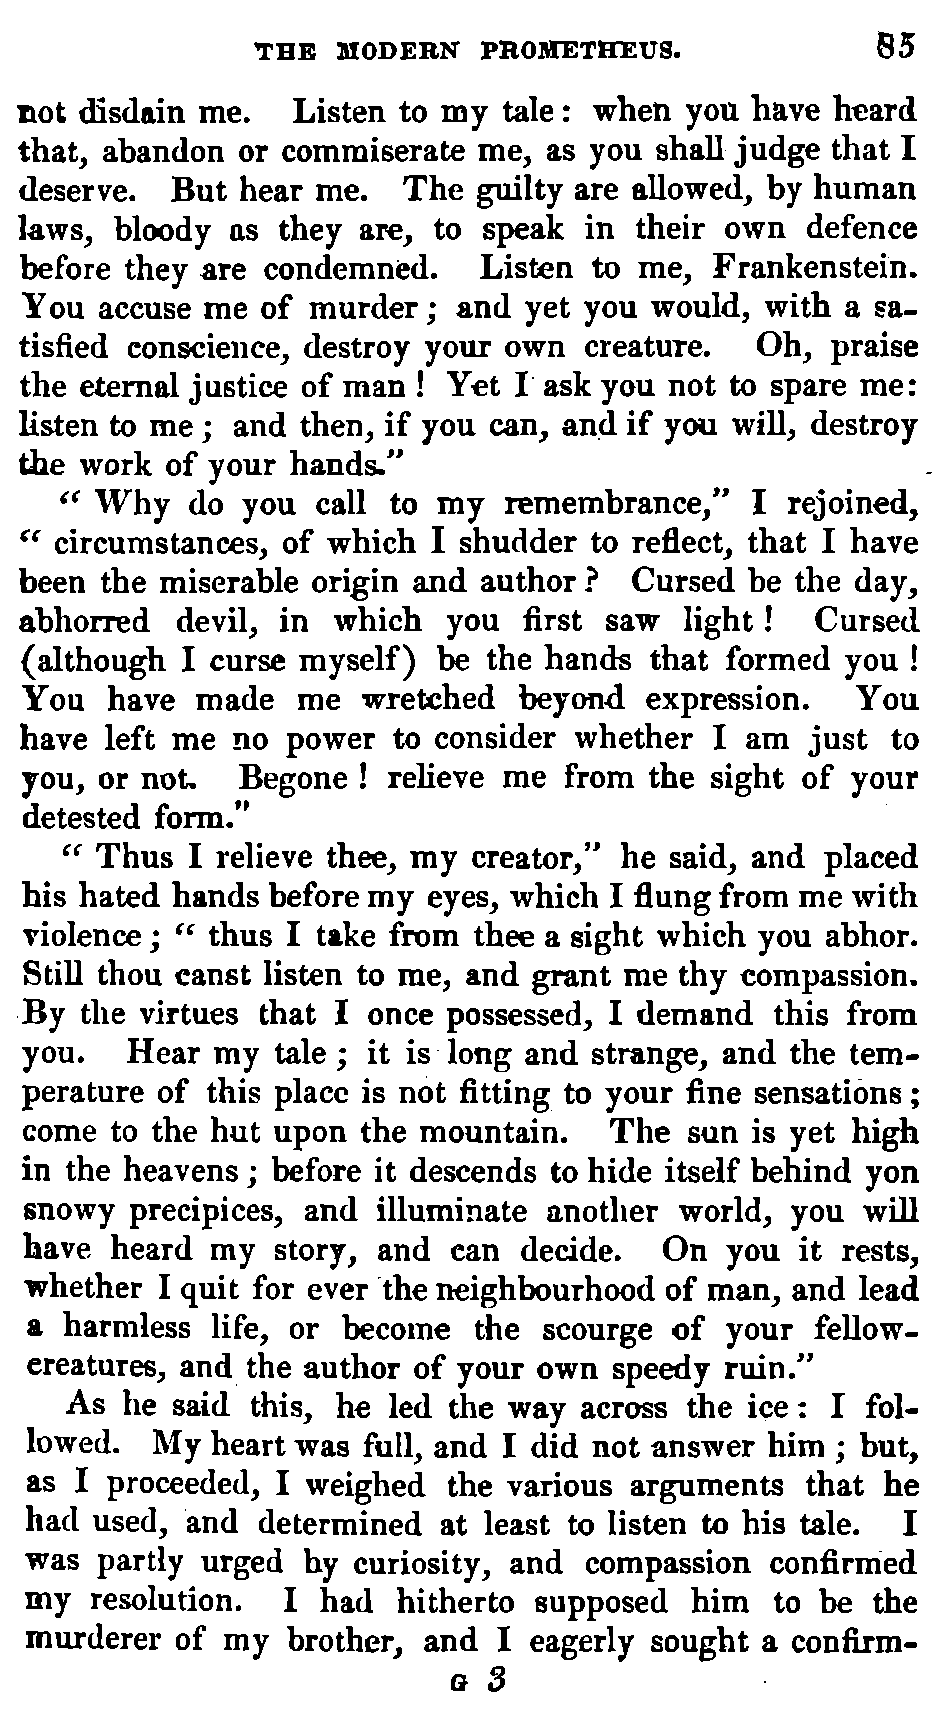 THE MODERN PROMETHEUS. 85
not disdain me. Listen to my tale: when you have heard
that, abandon or commiserate me, as you shall judge that I
deserve. But hear me. The guilty are allowed, by human
laws, bloody as they are, to speak in their own defence
before they are condemned. Listen to me, Frankenstein.
You accuse me of murder; and yet you would, with a sa-
tisfied conscience, destroy your own creature. Oh, praise
the eternal justice of man! Yet I ask you not to spare me:
listen to me; and then, if you can, and if you will, destroy
the work of your hands."
"Why do you call to my remembrance," I rejoined,
"circumstances, of which I shudder to reflect, that I have
been the miserable origin and author? Cursed be the day,
abhorred devil, in which you first saw light! Cursed
(although I curse myself) be the hands that formed you!
You have made me wretched beyond expression. You
have left me no power to consider whether I am just to
you, or not. Begone! relieve me from the sight of your
detested form."
"Thus I relieve thee, my creator," he said, and placed
his hated hands before my eyes, which I flung from me with
violence; "thus I take from thee a sight which you abhor.
Still thou canst listen to me, and grant me thy compassion.
By the virtues that I once possessed, I demand this from
you. Hear my tale; it is long and strange, and the tem-
perature of this place is not fitting to your fine sensations;
come to the hut upon the mountain. The sun is yet high
in the heavens; before it descends to hide itself behind yon
snowy precipices, and illuminate another world, you will
have heard my story, and can decide. On you it rests,
whether I quit for ever the neighbourhood of man, and lead
a harmless life, or become the scourge of your fellow-
creatures, and the author of your own speedy ruin."
As he said this, he led the way across the ice: I fol-
lowed. My heart was full, and I did not answer him; but,
as I proceeded, I weighed the various arguments that he
had used, and determined at least to listen to his tale. I
was partly urged by curiosity, and compassion confirmed
my resolution. I had hitherto supposed him to be the
murderer of my brother, and I eagerly sought a confirm-
G 3